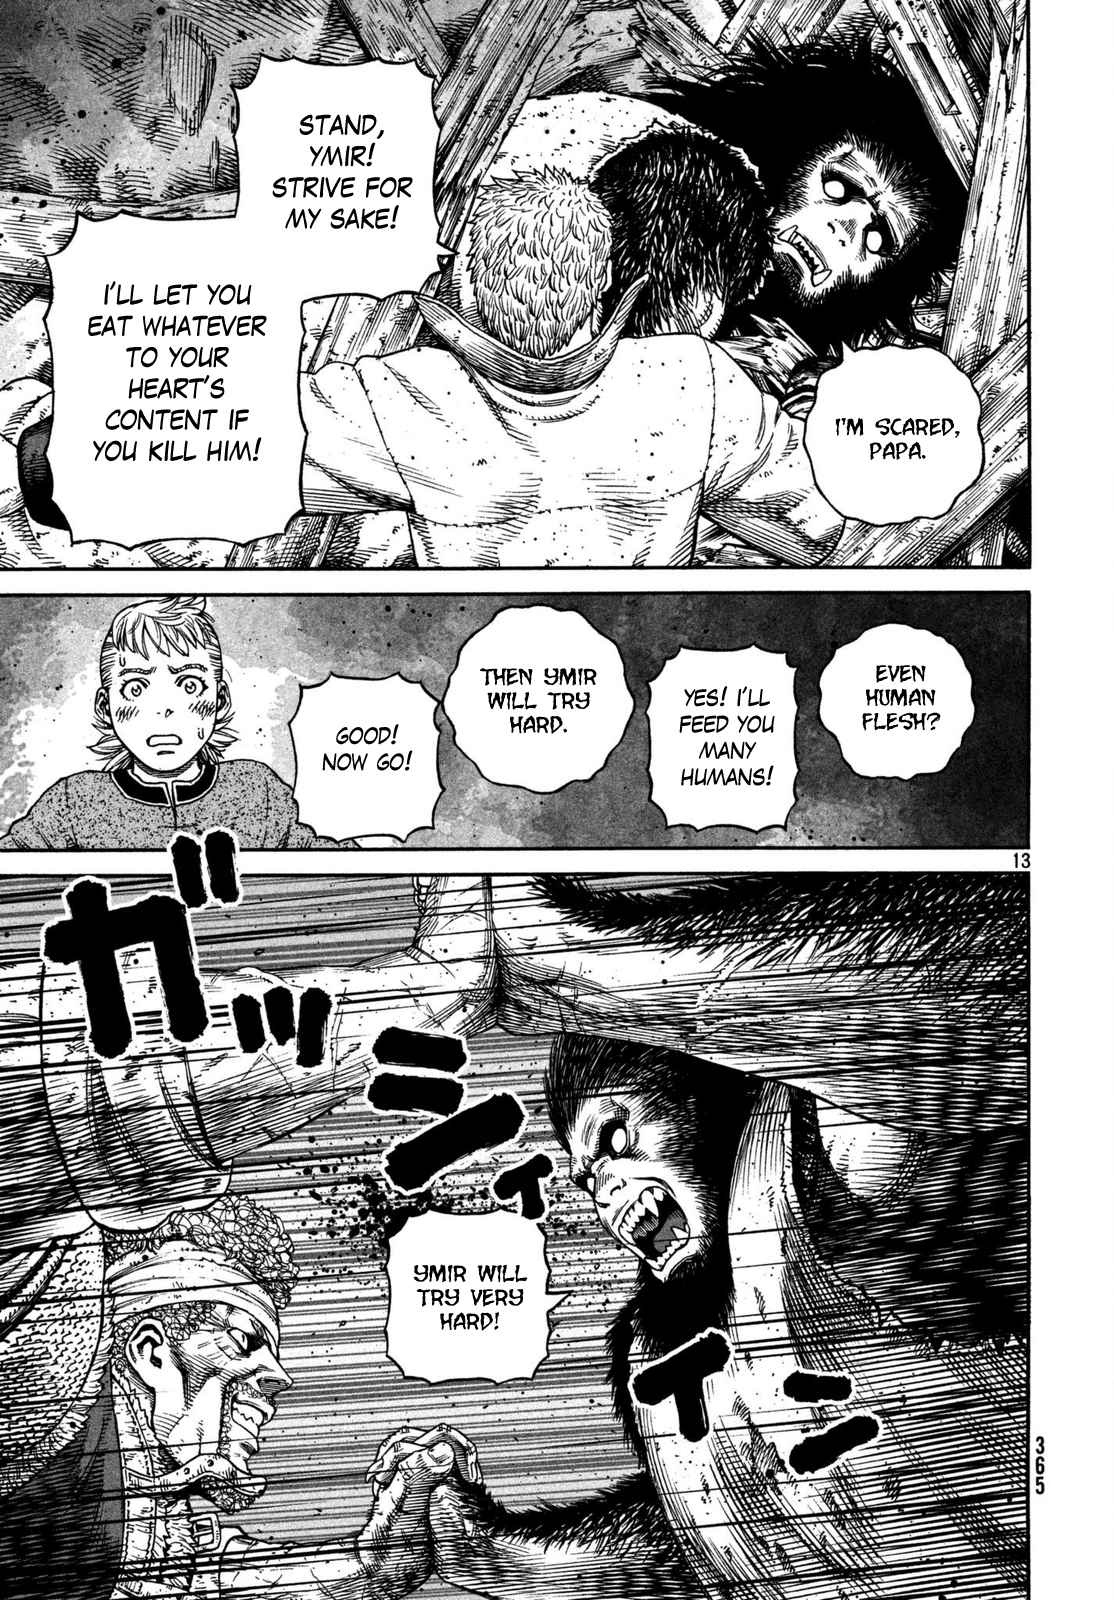 I'M SCARED,
PAPA.
STAND,
YMIR!
STRIVE FOR
MY SAKE!
I'LL LET YOU
EAT WHATEVER
TO YOUR
HEART'S
CONTENT IF
YOU KILL HIM!
EVEN
HUMAN
FLESH?
YES! I'LL
FEED YOU
MANY
HUMANS!
THEN YMIR
WILL TRY
HARD.
GOOD!
NOW GO!
13
ガッシィイン
YMIR WILL
TRY VERY
HARD!
365